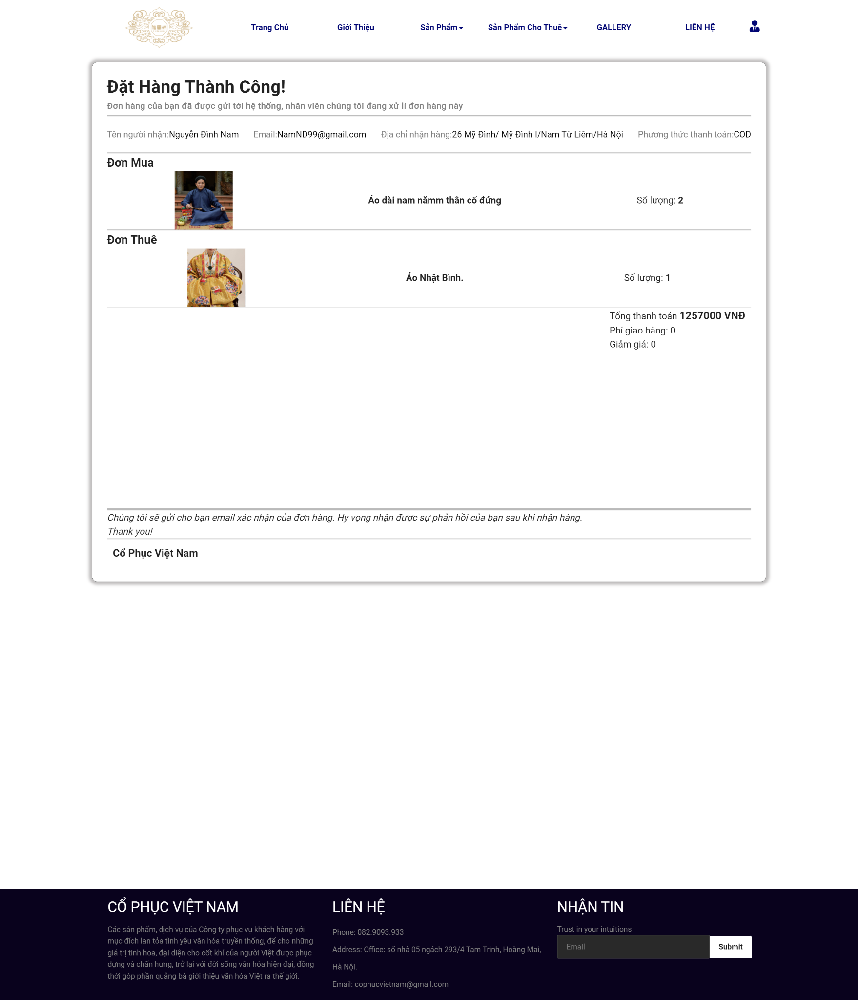 Trang Chủ Giới Thiệu Sản Phẩm Sản Phẩm Cho Thuê GALLERY LIÊN HỆ
Đặt Hàng Thành Công!
Đơn hàng của bạn đã được gửi tới hệ thống, nhân viên chúng tôi đang xử lí đơn hàng này
Tên người nhận:Nguyễn Đình Nam Email:NamND99@gmail.com Địa chỉ nhận hàng:26 Mỹ Đình/ Mỹ Đình I/Nam Từ Liêm/Hà Nội Phương thức thanh toán:COD
Đơn Mua
Áo dài nam nămm thân cổ đứng Số lượng: 2
Đơn Thuê
Áo Nhật Bình. Số lượng: 1
Tổng thanh toán 1257000 VNĐ
Phí giao hàng: 0
Giảm giá: 0
Chúng tôi sẽ gửi cho bạn email xác nhận của đơn hàng. Hy vọng nhận được sự phản hồi của bạn sau khi nhận hàng.
Thank you!
Cổ Phục Việt Nam
CỔ PHỤC VIỆT NAM
Các sản phẩm, dịch vụ của Công ty phục vụ khách hàng với
mục đích lan tỏa tình yêu văn hóa truyền thống, để cho những
giá trị tinh hoa, đại diện cho cốt khí của người Việt được phục
dựng và chấn hưng, trở lại với đời sống văn hóa hiện đại, đồng
thời góp phần quảng bá giới thiệu văn hóa Việt ra thế giới.
LIÊN HỆ
Phone: 082.9093.933
Address: Office: số nhà 05 ngách 293/4 Tam Trinh, Hoàng Mai,
Hà Nội.
Email: cophucvietnam@gmail.com
NHẬN TIN
Trust in your intuitions
Email Submit